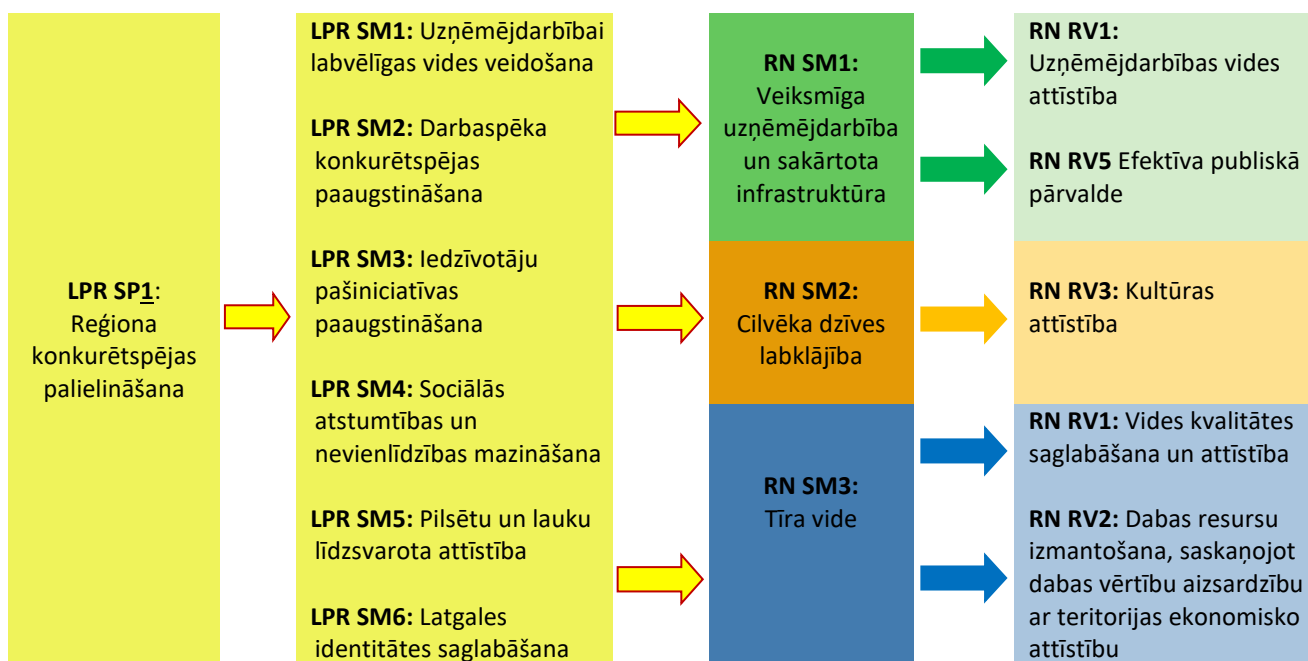 LPR SP1:
Reģiona
konkurētspējas
palielināšana
LPR SM1: Uzņēmējdarbībai
labvēlīgas vides veidošana
LPR SM2: Darbaspēka
konkurētspējas
paaugstināšana
LPR SM3: Iedzīvotāju
pašiniciatīvas
paaugstināšana
LPR SM4: Sociālās
atstumtības un
nevienlīdzības mazināšana
LPR SM5: Pilsētu un lauku
līdzsvarota attīstība
LPR SM6: Latgales
identitātes saglabāšana
RN SM1:
Veiksmīga
uzņēmējdarbība
un sakārtota
infrastruktūra
RN SM2:
Cilvēka dzīves
labklājība
RN SM3:
Tīra vide
RN RV1:
Uzņēmējdarbības vides
attīstība
RN RV5 Efektīva publiskā
pārvalde
RN RV3: Kultūras
attīstība
RN RV1: Vides kvalitātes
saglabāšana un attīstība
RN RV2: Dabas resursu
izmantošana, saskaņojot
dabas vērtību aizsardzību
ar teritorijas ekonomisko
attīstību